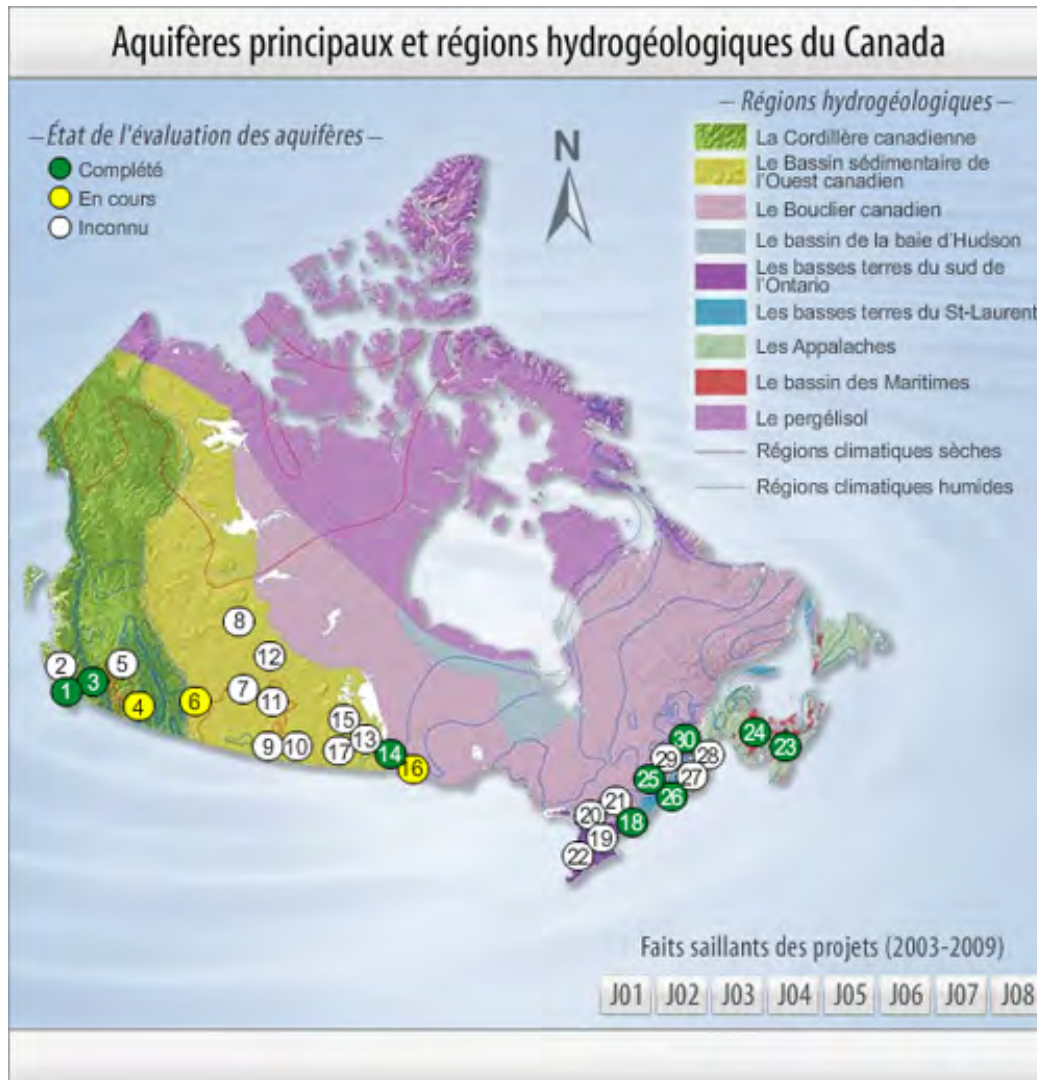 Aquifères principaux et régions hydrogéologiques du Canada
– État de l'évaluation des aquifères –
Complété
En cours
Inconnu
N
– Régions hydrogéologiques –
La Cordillère canadienne
Le Bassin sédimentaire de
l'Ouest canadien
Le Bouclier canadien
Le bassin de la baie d'Hudson
Les basses terres du sud de
l'Ontario
Les basses terres du St-Laurent
Les Appalaches
Le bassin des Maritimes
Le pergélisol
Régions climatiques sèches
Régions climatiques humides
8
12
2
5
3
1
4
6
7
11
15
13
9
10
17
14
16
30
24
23
29
28
25
27
26
21
20
18
19
22
Faits saillants des projets (2003-2009)
J01 J02 J03 J04 J05 J06 J07 J08